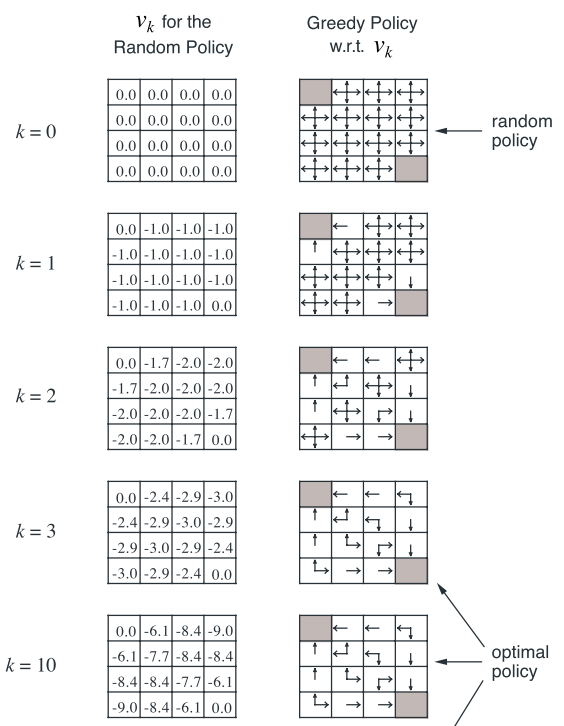 v_k for the
Random Policy
Greedy Policy
w.r.t. v_k
k = 0
0.0 0.0 0.0 0.0
0.0 0.0 0.0 0.0
0.0 0.0 0.0 0.0
0.0 0.0 0.0 0.0
random
policy
k = 1
0.0 -1.0 -1.0 -1.0
-1.0 -1.0 -1.0 -1.0
-1.0 -1.0 -1.0 -1.0
-1.0 -1.0 -1.0 0.0
k = 2
0.0 -1.7 -2.0 -2.0
-1.7 -2.0 -2.0 -2.0
-2.0 -2.0 -2.0 -1.7
-2.0 -2.0 -1.7 0.0
k = 3
0.0 -2.4 -2.9 -3.0
-2.4 -2.9 -3.0 -2.9
-2.9 -3.0 -2.9 -2.4
-3.0 -2.9 -2.4 0.0
k = 10
0.0 -6.1 -8.4 -9.0
-6.1 -7.7 -8.4 -8.4
-8.4 -8.4 -7.7 -6.1
-9.0 -8.4 -6.1 0.0
optimal
policy